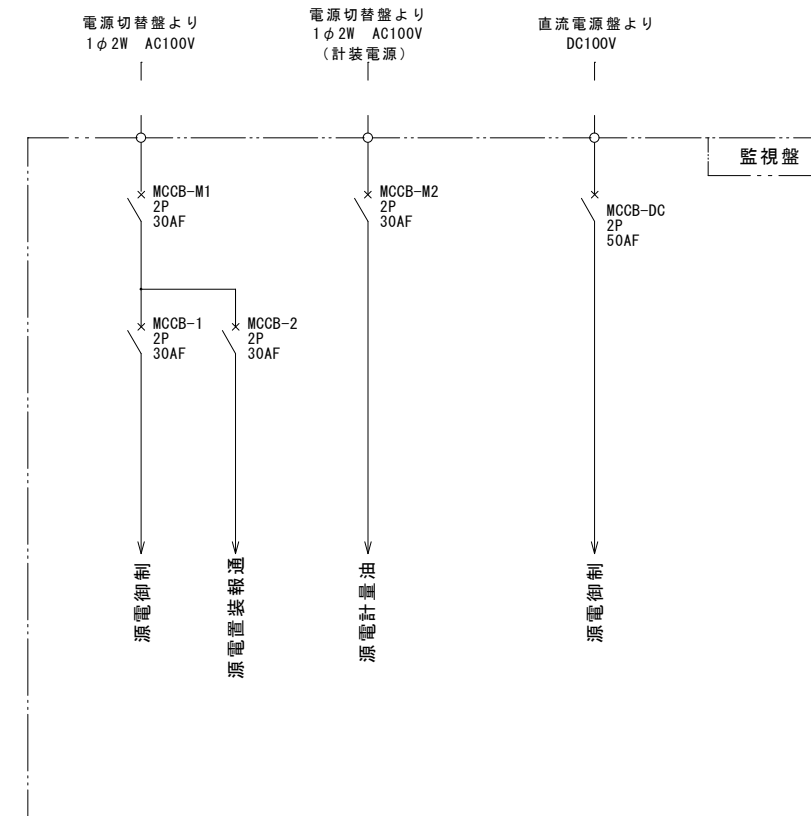 電源切替盤より
1φ2W AC100V
電源切替盤より
1φ2W AC100V
(計装電源)
直流電源盤より
DC100V
監視盤
MCCB-M1
2P
30AF
MCCB-M2
2P
30AF
MCCB-DC
2P
50AF
MCCB-1
2P
30AF
MCCB-2
2P
30AF
制御電源
通報装置電源
油量計電源
制御電源